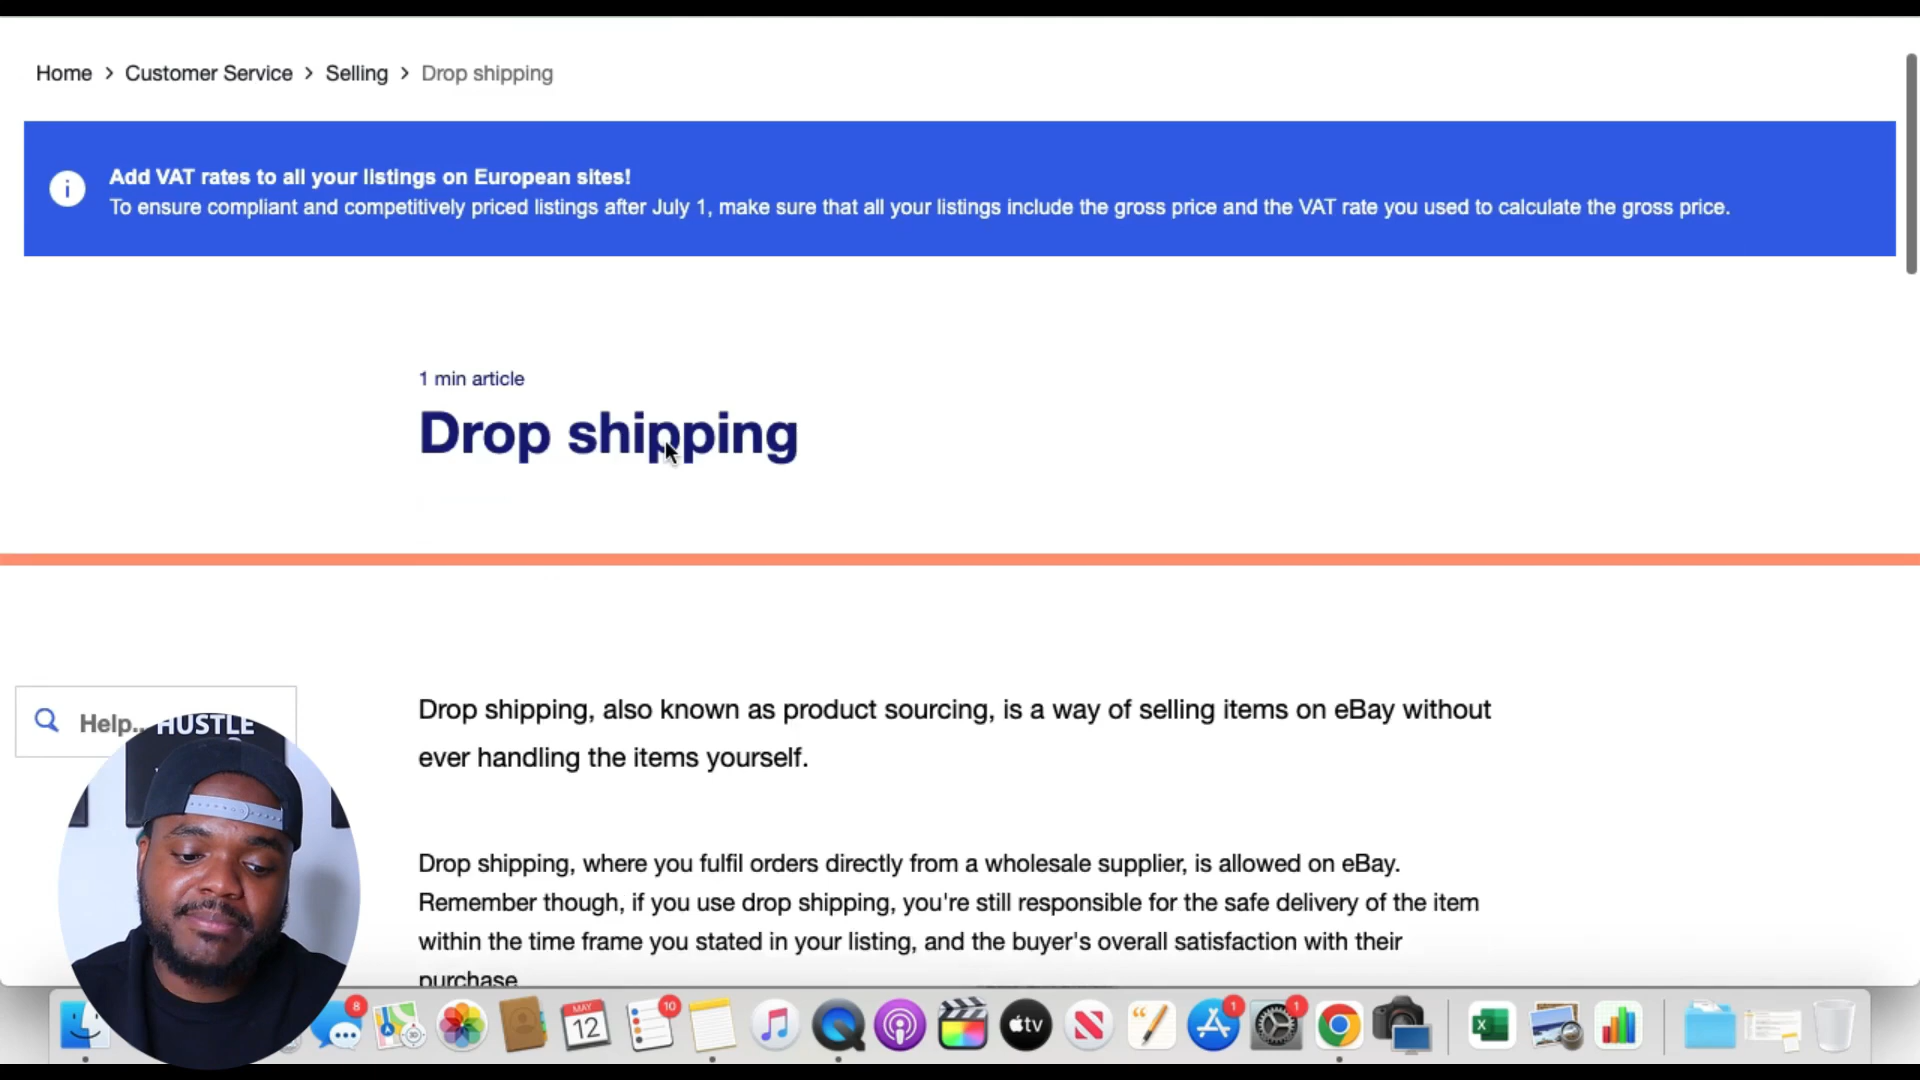 Home > Customer Service > Selling > Drop shipping
Add VAT rates to all your listings on European sites!
To ensure compliant and competitively priced listings after July 1, make sure that all your listings include the gross price and the VAT rate you used to calculate the gross price.
1 min article
Drop shipping
Help..
HUSTLE
Drop shipping, also known as product sourcing, is a way of selling items on eBay without
ever handling the items yourself.
Drop shipping, where you fulfil orders directly from a wholesale supplier, is allowed on eBay.
Remember though, if you use drop shipping, you're still responsible for the safe delivery of the item
within the time frame you stated in your listing, and the buyer's overall satisfaction with their
purchase
8
MAY
12
10
tv
1
1